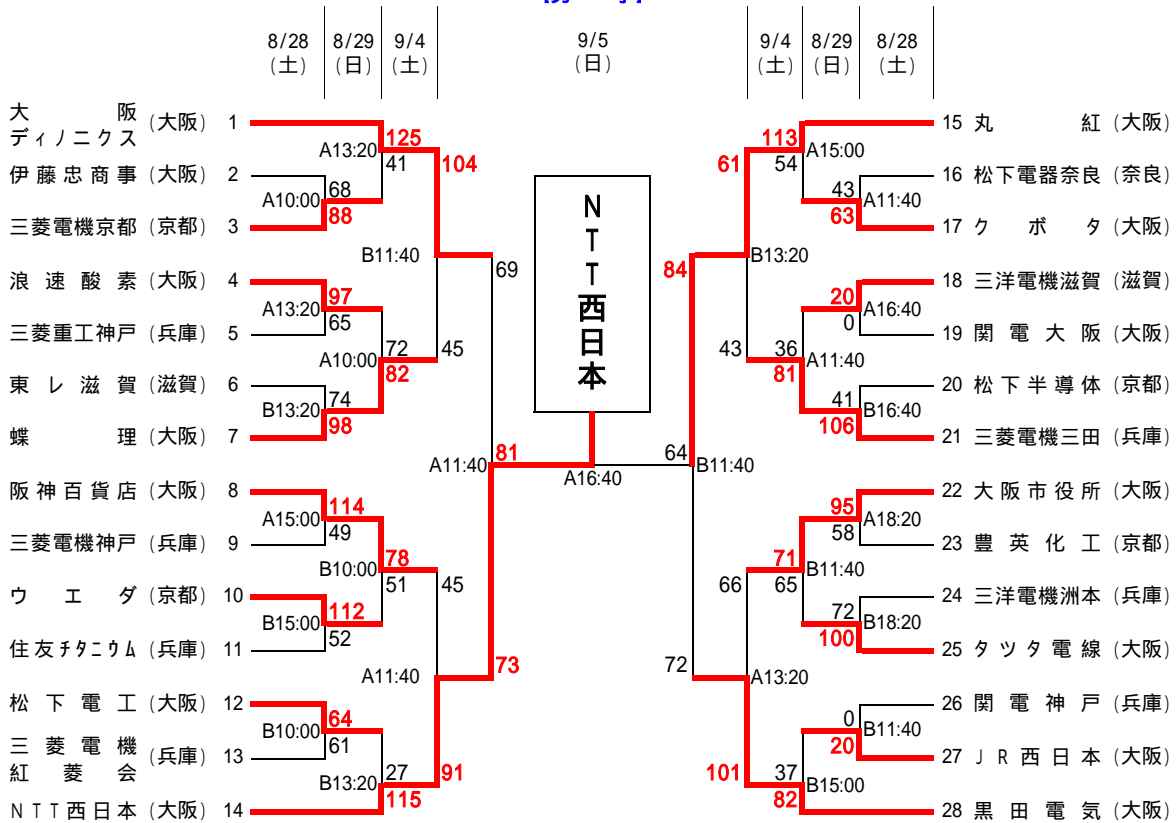 8/28 8/29 9/4 9/5 9/4 8/29 8/28
(土) (日) (土) (日) (土) (日) (土)
大阪
ディノニクス (大阪) 1
伊藤忠商事 (大阪) 2
三菱電機京都 (京都) 3
浪速酸素 (大阪) 4
三菱重工神戸 (兵庫) 5
東レ滋賀 (滋賀) 6
蝶理 (大阪) 7
阪神百貨店 (大阪) 8
三菱電機神戸 (兵庫) 9
ウエダ (京都) 10
住友チタニウム (兵庫) 11
松下電工 (大阪) 12
三菱電機
紅菱会 (兵庫) 13
NTT西日本 (大阪) 14
A13:20
125
41
A10:00
68
88
104
B11:40
A13:20
97
65
A10:00
72
82
45
B13:20
74
98
69
A11:40
81
A15:00
114
49
B10:00
78
51
45
B15:00
112
52
A11:40
73
B10:00
64
61
B13:20
27
115
91
NTT西日本
A16:40
61
113
54
A15:00
43
63
A11:40
84
B13:20
20
0
A16:40
43
36
81
A11:40
41
106
B16:40
64
B11:40
95
58
A18:20
66
71
65
B11:40
72
100
B18:20
72
A13:20
0
20
B11:40
101
37
82
B15:00
15 丸紅 (大阪)
16 松下電器奈良 (奈良)
17 クボタ (大阪)
18 三洋電機滋賀 (滋賀)
19 関電大阪 (大阪)
20 松下半導体 (京都)
21 三菱電機三田 (兵庫)
22 大阪市役所 (大阪)
23 豊英化工 (京都)
24 三洋電機洲本 (兵庫)
25 タツタ電線 (大阪)
26 関電神戸 (兵庫)
27 JR西日本 (大阪)
28 黒田電気 (大阪)